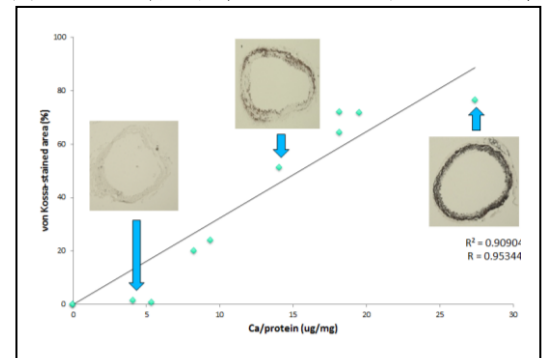 100
80
60
40
20
0
von Kossa-stained area (%)
0 5 10 15 20 25 30
Ca/protein (ug/mg)
R² = 0.90904
R = 0.95344